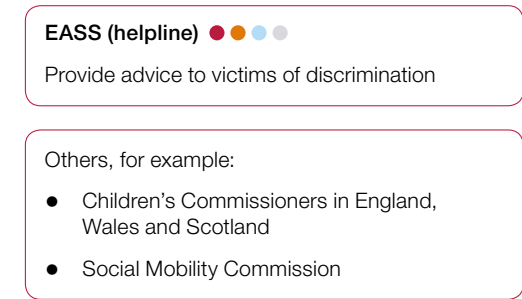 EASS (helpline)
Provide advice to victims of discrimination
Others, for example:
● Children’s Commissioners in England,
Wales and Scotland
● Social Mobility Commission